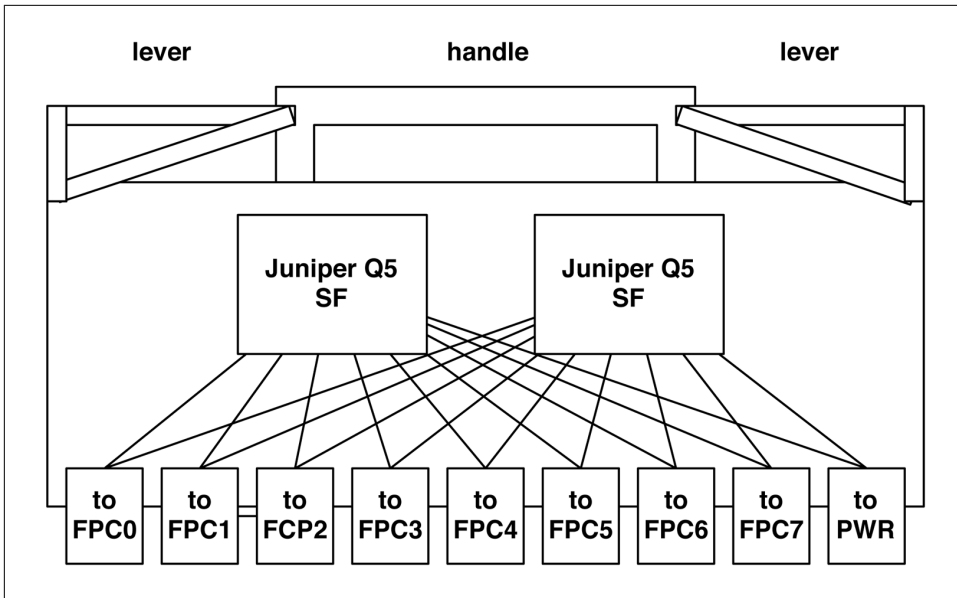 lever handle lever
Juniper Q5 Juniper Q5
SF SF
to to to to to to to to to
FPC0 FPC1 FCP2 FPC3 FPC4 FPC5 FPC6 FPC7 PWR